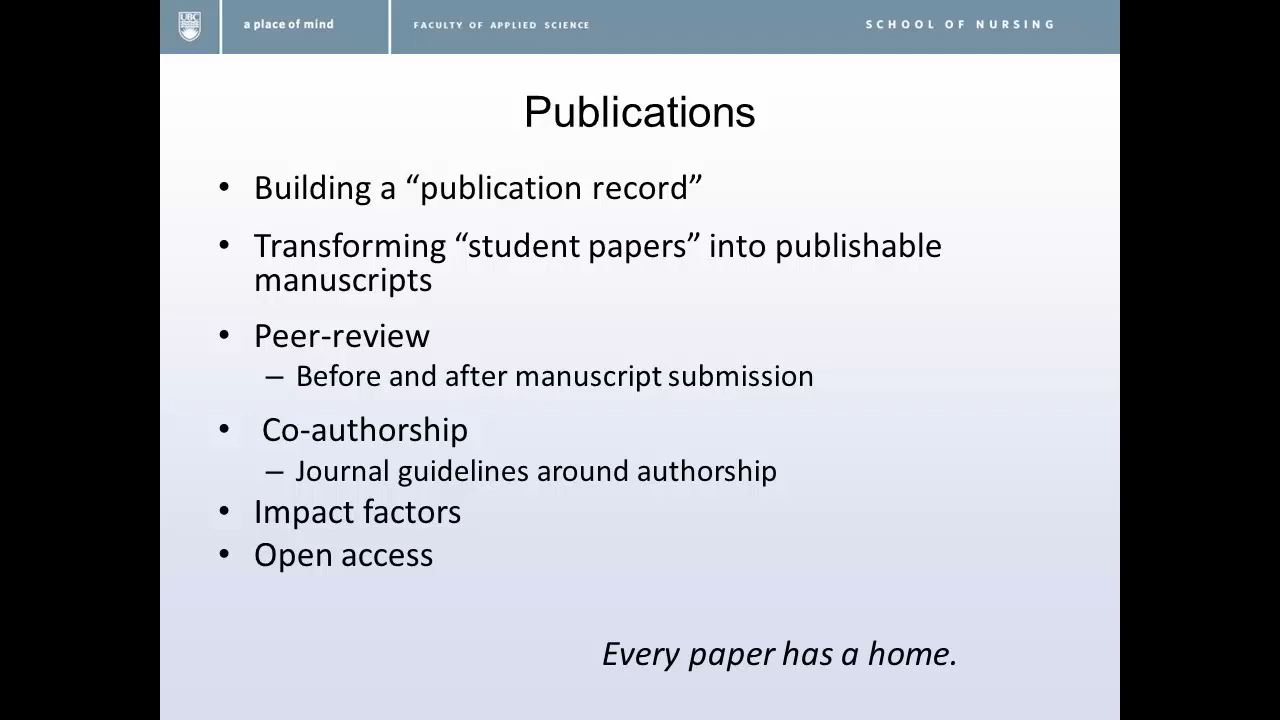 UBC
a place of mind
FACULTY OF APPLIED SCIENCE
SCHOOL OF NURSING
Publications
• Building a “publication record”
• Transforming “student papers” into publishable
manuscripts
• Peer-review
– Before and after manuscript submission
• Co-authorship
– Journal guidelines around authorship
• Impact factors
• Open access
Every paper has a home.